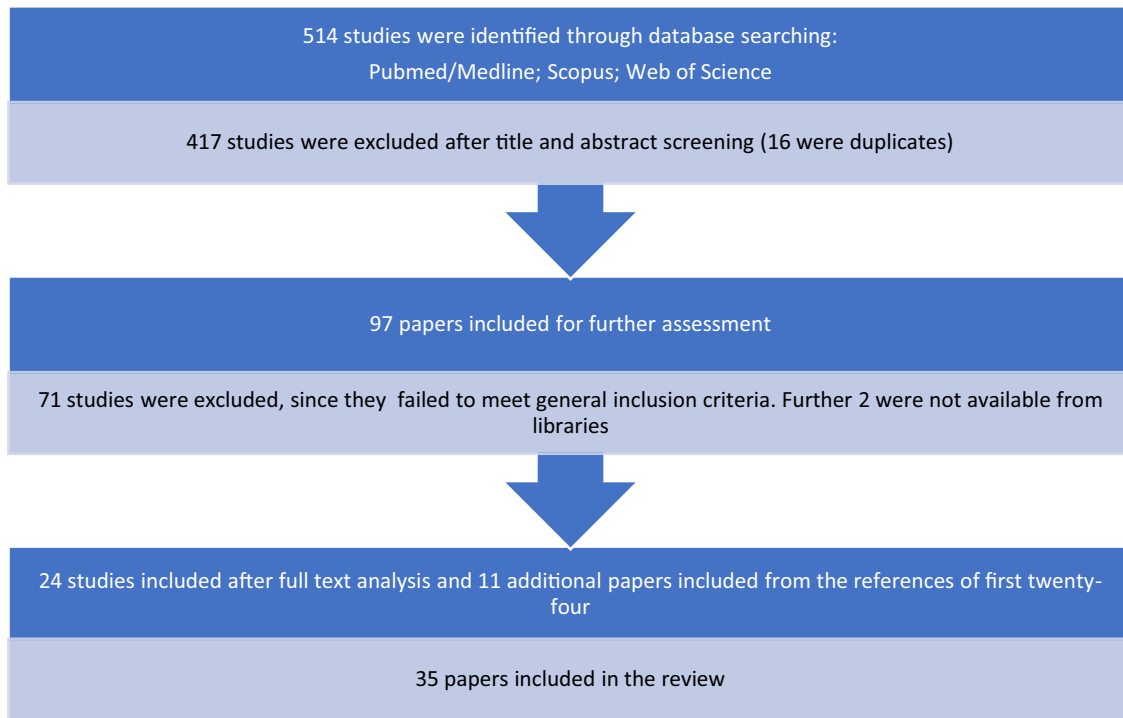 514 studies were identified through database searching:
Pubmed/Medline; Scopus; Web of Science
417 studies were excluded after title and abstract screening (16 were duplicates)
97 papers included for further assessment
71 studies were excluded, since they  failed to meet general inclusion criteria. Further 2 were not available from
libraries
24 studies included after full text analysis and 11 additional papers included from the references of first twenty-
four
35 papers included in the review